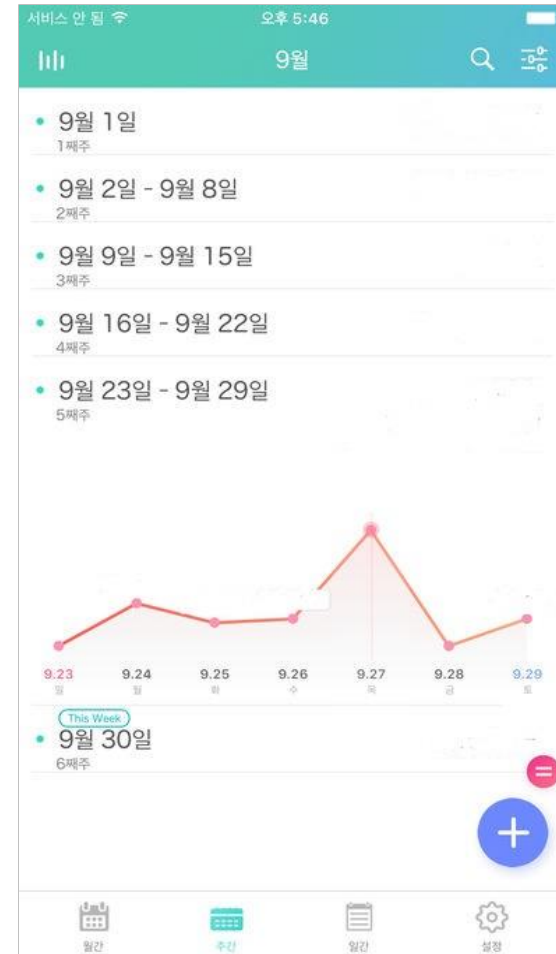 서비스 안 됨 오후 5:46
9월
9월 1일
1째주
9월 2일 - 9월 8일
2째주
9월 9일 - 9월 15일
3째주
9월 16일 - 9월 22일
4째주
9월 23일 - 9월 29일
5째주
9.23 9.24 9.25 9.26 9.27 9.28 9.29
일 월 화 수 목 금 토
This Week
9월 30일
6째주
월간 주간 일간 설정